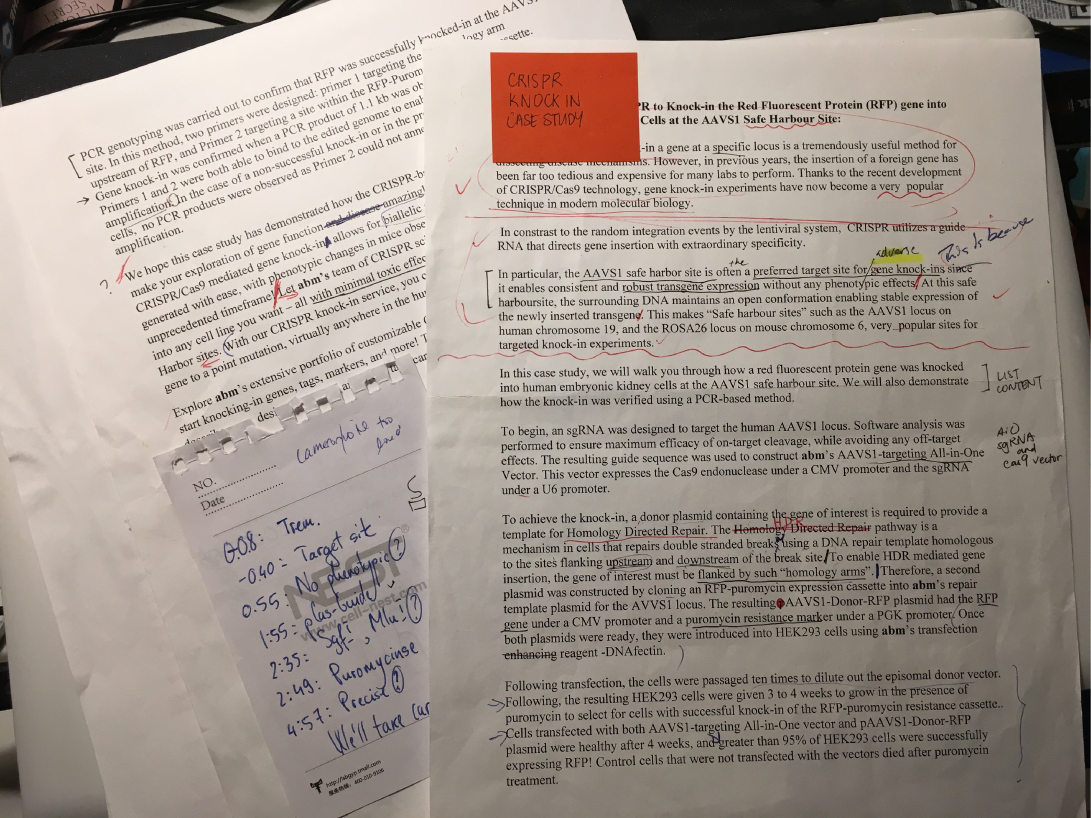 CRISPR
KNOCK IN
CASE STUDY
PR to Knock-in the Red Fluorescent Protein (RFP) gene into
Cells at the AAVS1 Safe Harbour Site:
-in a gene at a specific locus is a tremendously useful method for
dissecting disease mechanisms. However, in previous years, the insertion of a foreign gene has
been far too tedious and expensive for many labs to perform. Thanks to the recent development
of CRISPR/Cas9 technology, gene knock-in experiments have now become a very popular
technique in modern molecular biology.
In constrast to the random integration events by the lentiviral system, CRISPR utilizes a guide
RNA that directs gene insertion with extraordinary specificity.
the
adverse
This is because
In particular, the AAVS1 safe harbor site is often a preferred target site for gene knock-ins since
it enables consistent and robust transgene expression without any phenotypic effects. At this safe
harboursite, the surrounding DNA maintains an open conformation enabling stable expression of
the newly inserted transgene. This makes "Safe harbour sites" such as the AAVS1 locus on
human chromosome 19, and the ROSA26 locus on mouse chromosome 6, very popular sites for
targeted knock-in experiments.
In this case study, we will walk you through how a red fluorescent protein gene was knocked
into human embryonic kidney cells at the AAVS1 safe harbour site. We will also demonstrate
how the knock-in was verified using a PCR-based method.
LIST
CONTENT
To begin, an sgRNA was designed to target the human AAVS1 locus. Software analysis was
performed to ensure maximum efficacy of on-target cleavage, while avoiding any off-target
effects. The resulting guide sequence was used to construct abm's AAVS1-targeting All-in-One
Vector. This vector expresses the Cas9 endonuclease under a CMV promoter and the sgRNA
under a U6 promoter.
AiO
sgRNA
and
cas9 vector
To achieve the knock-in, a donor plasmid containing the gene of interest is required to provide a
HDR
template for Homology Directed Repair. The Homology Directed Repair pathway is a
mechanism in cells that repairs double stranded breaks using a DNA repair template homologous
to the sites flanking upstream and downstream of the break site. To enable HDR mediated gene
insertion, the gene of interest must be flanked by such "homology arms". Therefore, a second
plasmid was constructed by cloning an RFP-puromycin expression cassette into abm's repair
template plasmid for the AVVS1 locus. The resulting AAVS1-Donor-RFP plasmid had the RFP
gene under a CMV promoter and a puromycin resistance marker under a PGK promoter. Once
both plasmids were ready, they were introduced into HEK293 cells using abm's transfection
enhancing reagent -DNAfectin.
Following transfection, the cells were passaged ten times to dilute out the episomal donor vector.
Following, the resulting HEK293 cells were given 3 to 4 weeks to grow in the presence of
puromycin to select for cells with successful knock-in of the RFP-puromycin resistance cassette..
Cells transfected with both AAVS1-targeting All-in-One vector and pAAVS1-Donor-RFP
plasmid were healthy after 4 weeks, and greater than 95% of HEK293 cells were successfully
expressing RFP! Control cells that were not transfected with the vectors died after puromycin
treatment.
PCR genotyping was carried out to confirm that RFP was successfully knocked-in at the AAVS
site. In this method, two primers were designed: primer 1 targeting the
logy arm
upstream of RFP, and Primer 2 targeting a site within the RFP-Purom
ssette.
Gene knock-in was confirmed when a PCR product of 1.1 kb was ob
Primers 1 and 2 were both able to bind to the edited genome to enab
amplification. In the case of a non-successful knock-in or in the pr
cells, no PCR products were observed as Primer 2 could not anne
amplification.
? We hope this case study has demonstrated how the CRISPR-b
make your exploration of gene function and disease amazing
CRISPR/Cas9 mediated gene knock-in allows for biallelic
generated with ease, with phenotypic changes in mice obse
unprecedented timeframe. Let abm's team of CRISPR sc
into any cell line you want – all with minimal toxic effec
Harbor sites. With our CRISPR knock-in service, you c
gene to a point mutation, virtually anywhere in the hu
Explore abm's extensive portfolio of customizable C
start knocking-in genes, tags, markers, and more! T
des
NO.
Date
008: Trem.
-040: Target site
0:55: No phenotypic?
1:55:
2:35:
2:49: Puromycinse
4:57: Precise?
We'll take
NEST
www.cell-nest.com